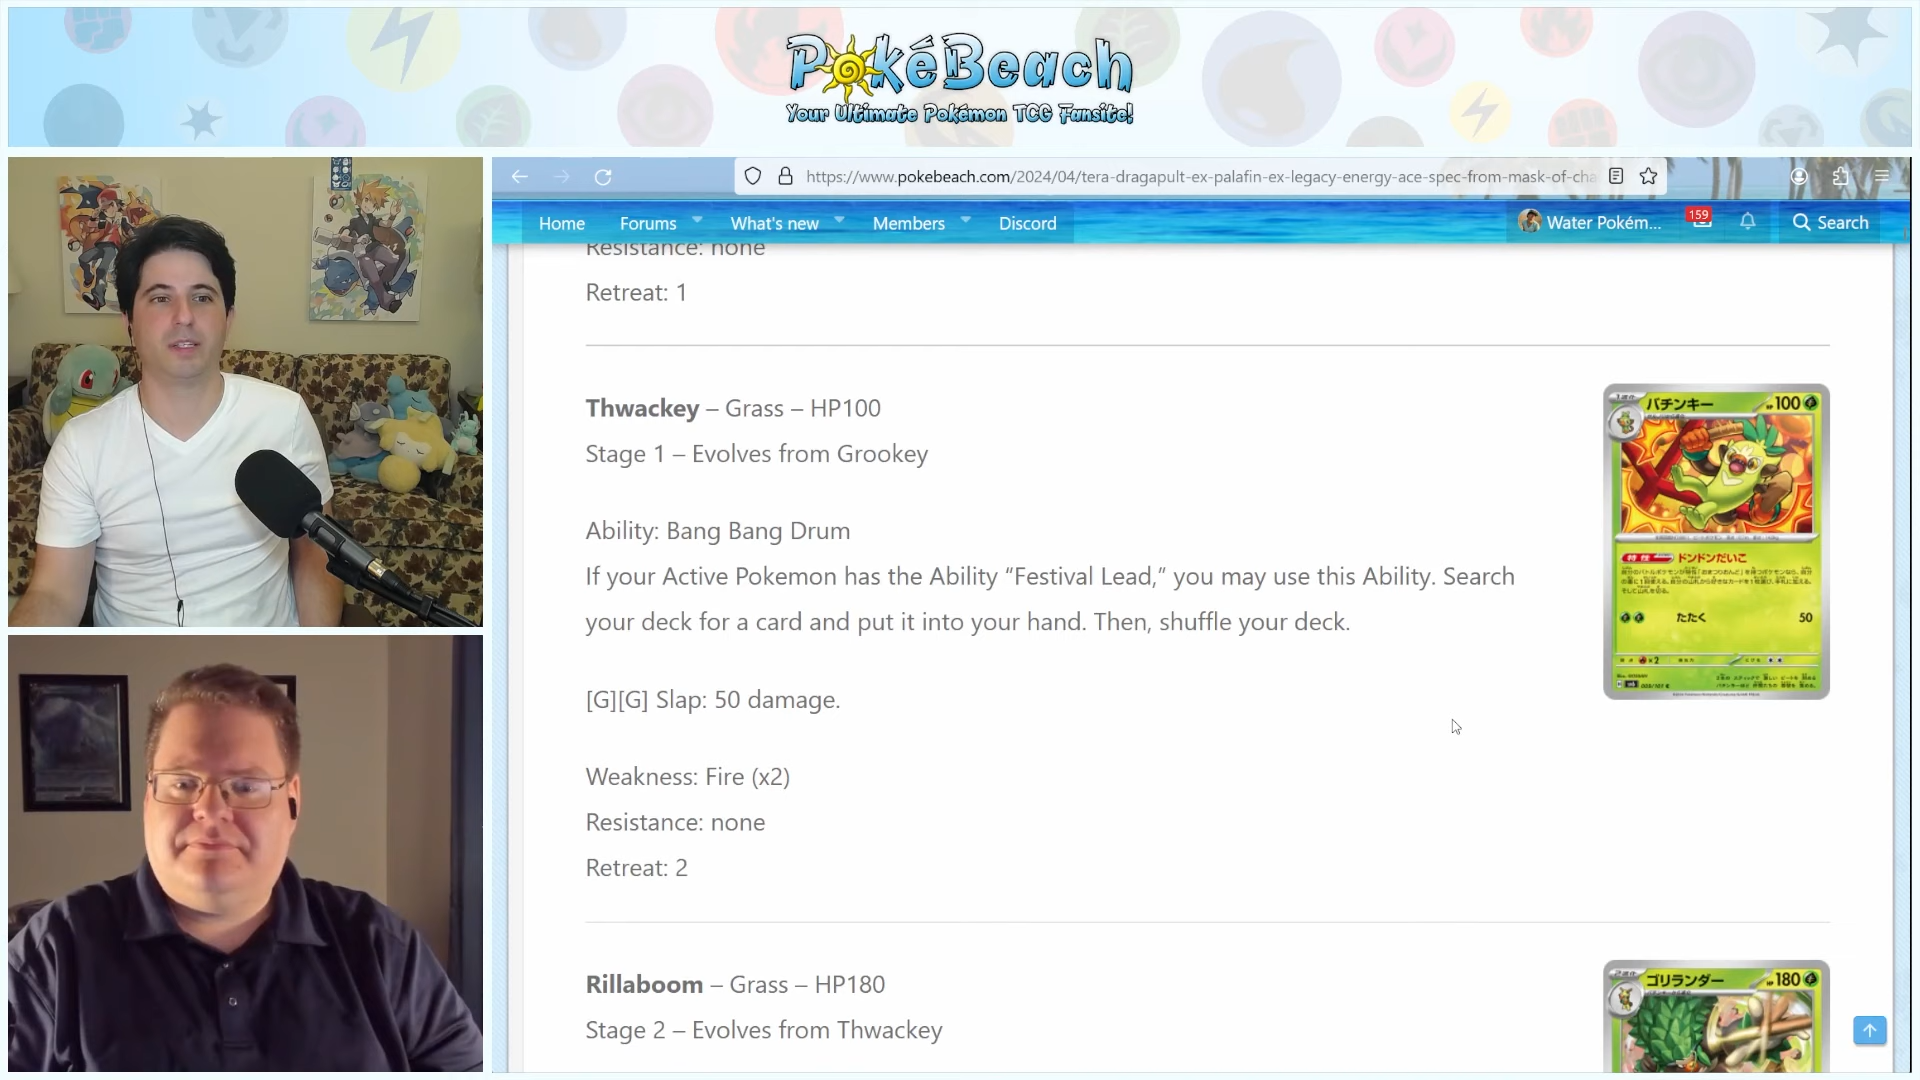 PokéBeach
Your Ultimate Pokémon TCG Fansite!
https://www.pokebeach.com/2024/04/tera-dragapult-ex-palafin-ex-legacy-energy-ace-spec-from-mask-of-cha
Home
Forums
What's new
Members
Discord
Water Pokém...
159
Search
Resistance: none
Retreat: 1
Thwackey – Grass – HP100
Stage 1 – Evolves from Grookey
Ability: Bang Bang Drum
If your Active Pokemon has the Ability “Festival Lead,” you may use this Ability. Search
your deck for a card and put it into your hand. Then, shuffle your deck.
[G][G] Slap: 50 damage.
Weakness: Fire (x2)
Resistance: none
Retreat: 2
パチンキー
HP 100
特性 ドンドンだいこ
たたく 50
Rillaboom – Grass – HP180
Stage 2 – Evolves from Thwackey
ゴリランダー
HP 180